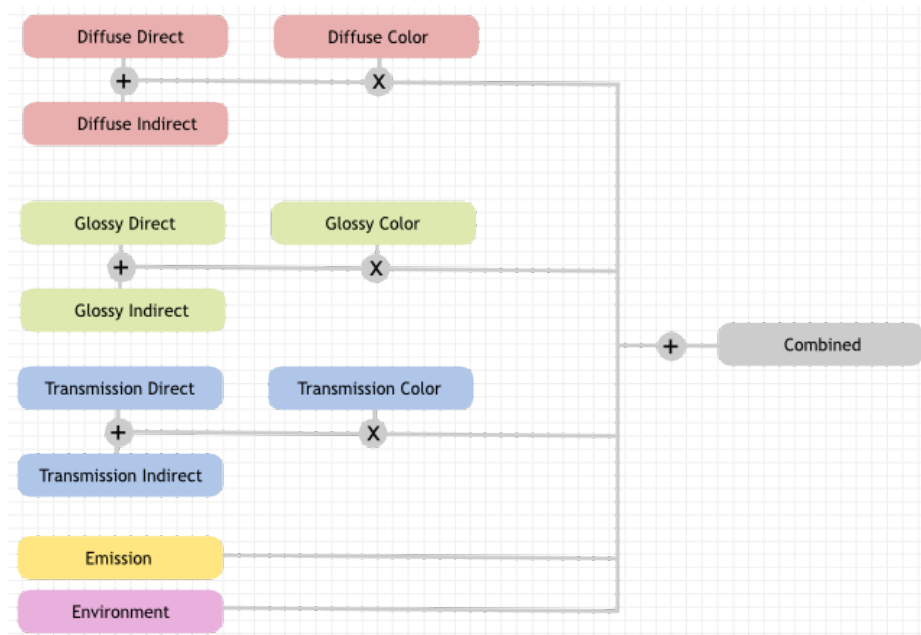 Diffuse Direct
Diffuse Color
+
X
Diffuse Indirect
Glossy Direct
Glossy Color
+
X
Glossy Indirect
+
Combined
Transmission Direct
Transmission Color
+
X
Transmission Indirect
Emission
Environment